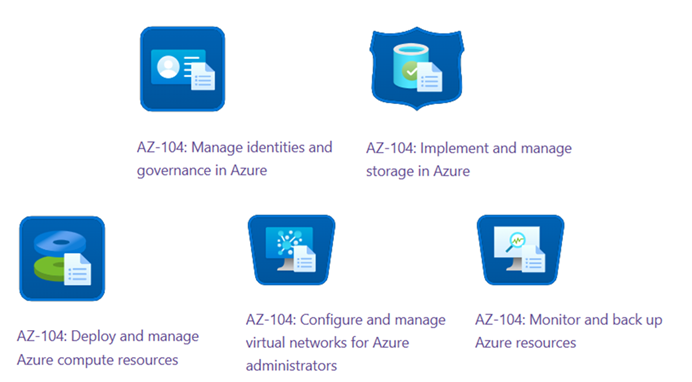 AZ-104: Manage identities and
governance in Azure
AZ-104: Implement and manage
storage in Azure
AZ-104: Deploy and manage
Azure compute resources
AZ-104: Configure and manage
virtual networks for Azure
administrators
AZ-104: Monitor and back up
Azure resources